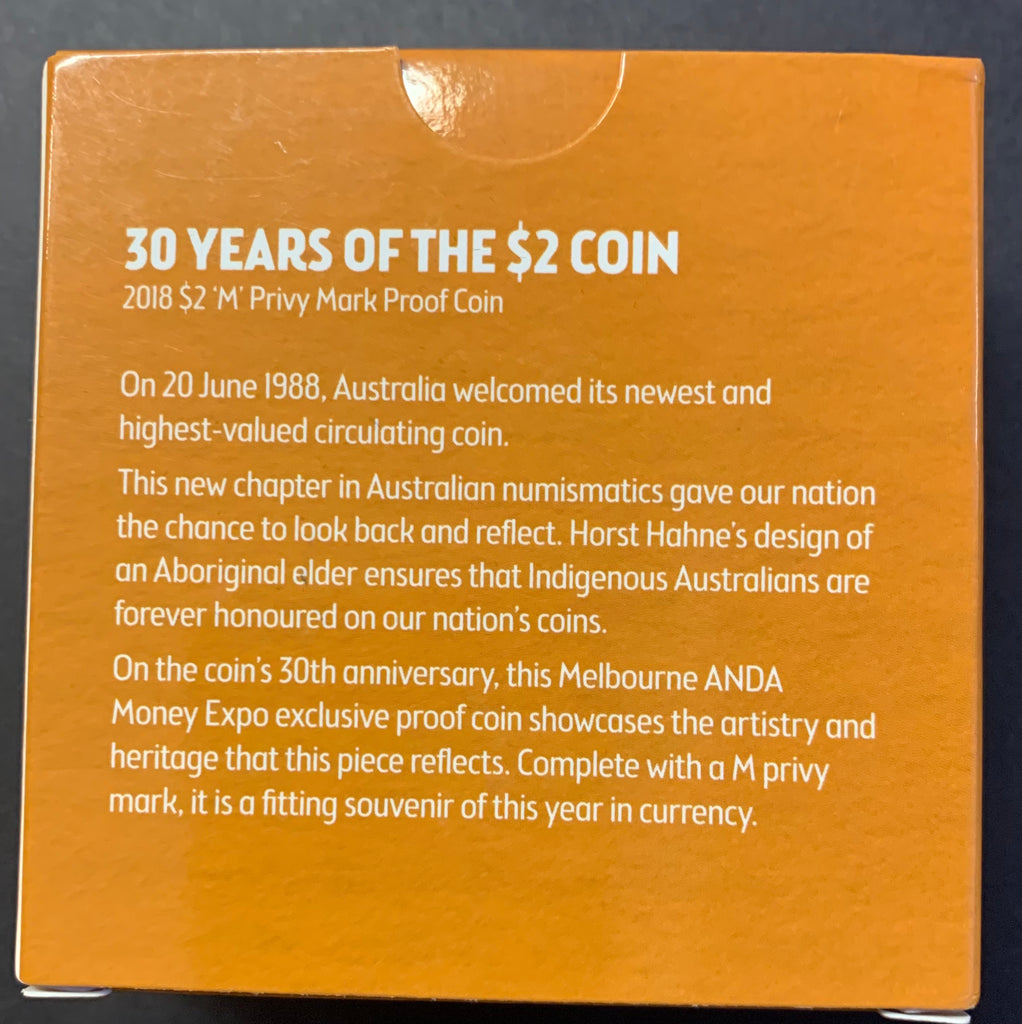 30 YEARS OF THE $2 COIN
2018 $2 ‘M’ Privy Mark Proof Coin
On 20 June 1988, Australia welcomed its newest and
highest-valued circulating coin.
This new chapter in Australian numismatics gave our nation
the chance to look back and reflect. Horst Hahne’s design of
an Aboriginal elder ensures that Indigenous Australians are
forever honoured on our nation’s coins.
On the coin’s 30th anniversary, this Melbourne ANDA
Money Expo exclusive proof coin showcases the artistry and
heritage that this piece reflects. Complete with a M privy
mark, it is a fitting souvenir of this year in currency.